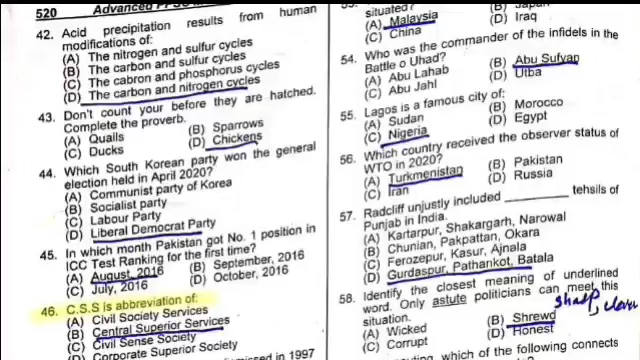 520 Advanced
42. Acid precipitation results from human
modifications of:
(A) The nitrogen and sulfur cycles
(B) The carbon and sulfur cycles
(C) The cabron and phosphorus cycles
(D) The carbon and nitrogen cycles
43. Don't count your before they are hatched.
Complete the proverb.
(A) Quails (B) Sparrows
(C) Ducks (D) Chickens
44. Which South Korean party won the general
election held in April 2020?
(A) Communist party of Korea
(B) Socialist party
(C) Labour Party
(D) Liberal Democrat Party
45. In which month Pakistan got No. 1 position in
ICC Test Ranking for the first time?
(A) August, 2016 (B) September, 2016
(C) July, 2016 (D) October, 2016
46. C.S.S is abbreviation of:
(A) Civil Society Services
(B) Central Superior Services
(C) Civil Sense Society
(D) Corporate Superior Society
in 1997
situated?
(A) Malaysia (B) Japan
(C) China (D) Iraq
54. Who was the commander of the infidels in the
Battle o Uhad?
(A) Abu Lahab (B) Abu Sufyan
(C) Abu Jahl (D) Utba
55. Lagos is a famous city of:
(A) Sudan (B) Morocco
(C) Nigeria (D) Egypt
56. Which country received the observer status of
WTO in 2020?
(A) Turkmenistan (B) Pakistan
(C) Iran (D) Russia
57. Radcliff unjustly included ________ tehsils of
Punjab in India.
(A) Kartarpur, Shakargarh, Narowal
(B) Chunian, Pakpattan, Okara
(C) Ferozepur, Kasur, Ajnala
(D) Gurdaspur, Pathankot, Batala
58. Identify the closest meaning of underlined
word. Only astute politicians can meet this
situation. sharp, clever
(A) Wicked (B) Shrewd
(C) Corrupt (D) Honest
which of the following connects